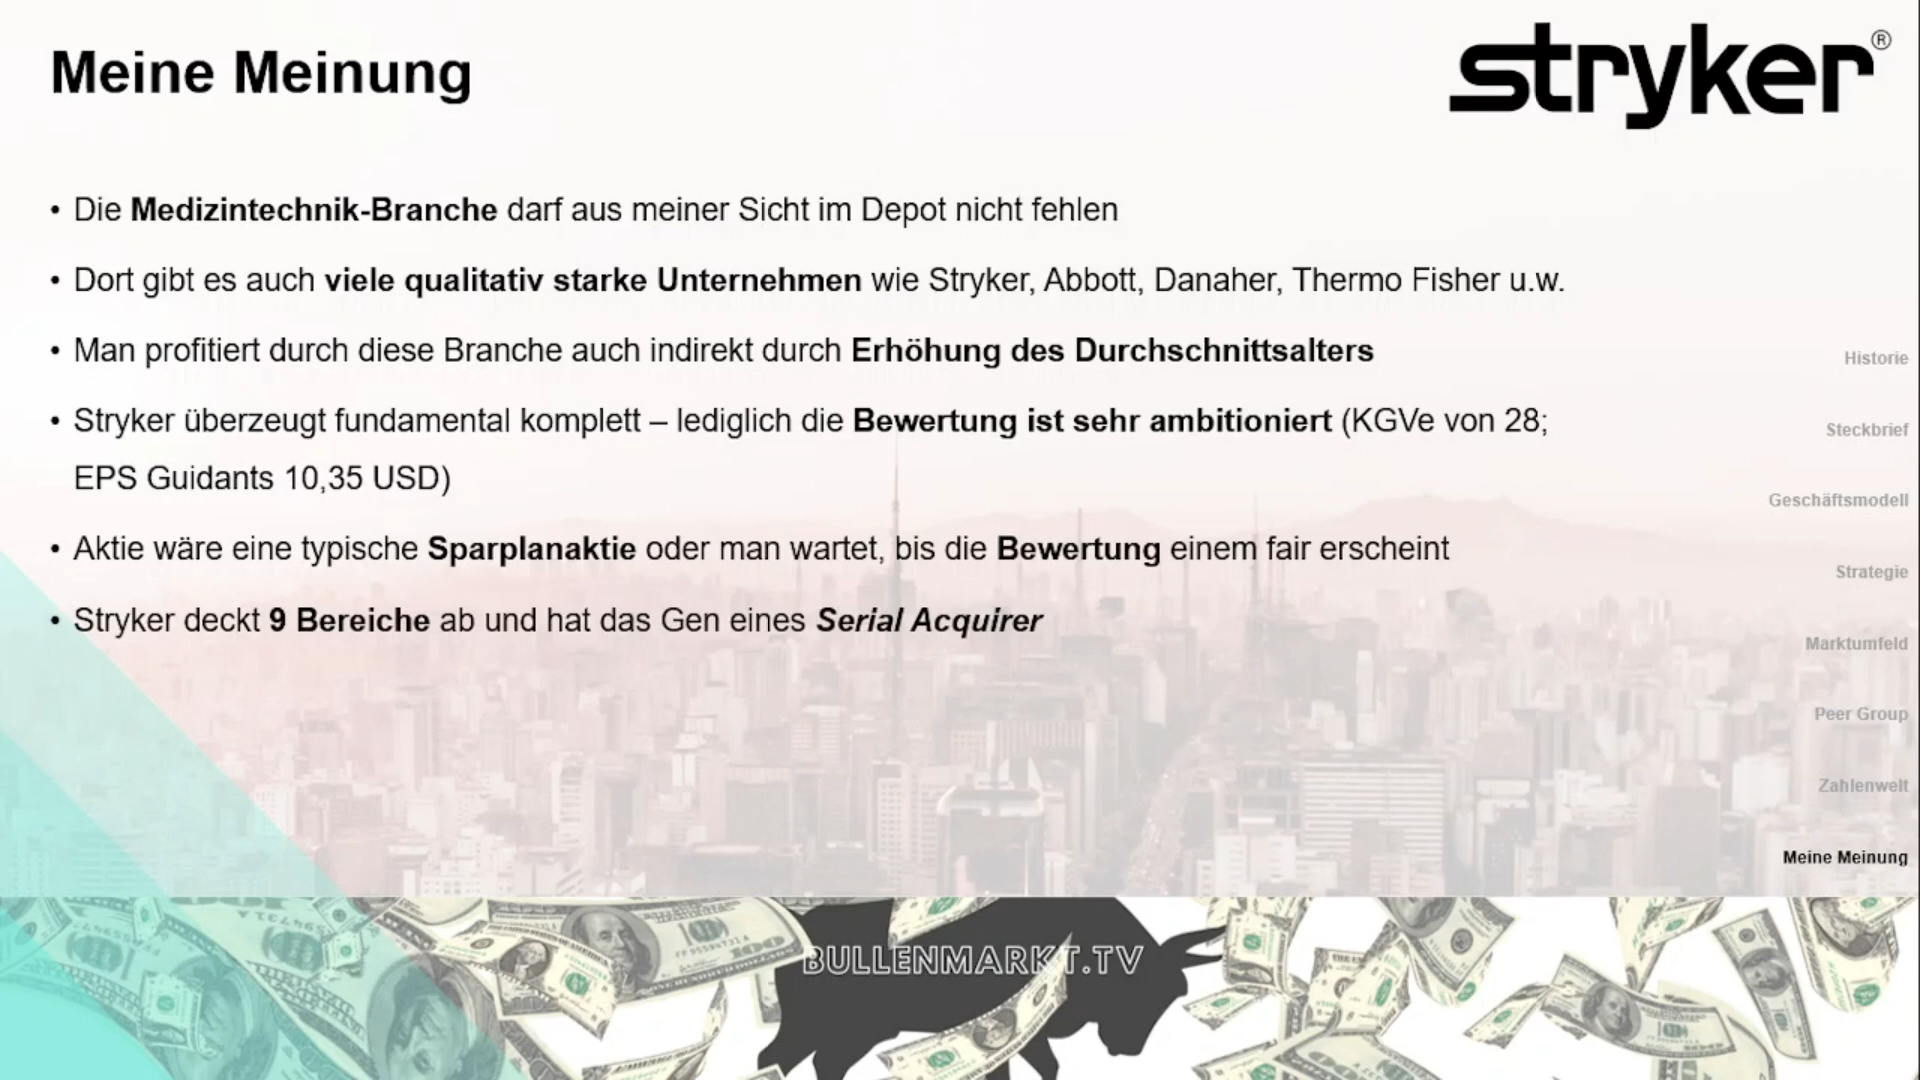 Meine Meinung
stryker®
• Die Medizintechnik-Branche darf aus meiner Sicht im Depot nicht fehlen
• Dort gibt es auch viele qualitativ starke Unternehmen wie Stryker, Abbott, Danaher, Thermo Fisher u.w.
• Man profitiert durch diese Branche auch indirekt durch Erhöhung des Durchschnittsalters
• Stryker überzeugt fundamental komplett – lediglich die Bewertung ist sehr ambitioniert (KGVe von 28;
EPS Guidants 10,35 USD)
• Aktie wäre eine typische Sparplanaktie oder man wartet, bis die Bewertung einem fair erscheint
• Stryker deckt 9 Bereiche ab und hat das Gen eines Serial Acquirer
Historie
Steckbrief
Geschäftsmodell
Strategie
Marktumfeld
Peer Group
Zahlenwelt
Meine Meinung
BULLENMARKT.TV